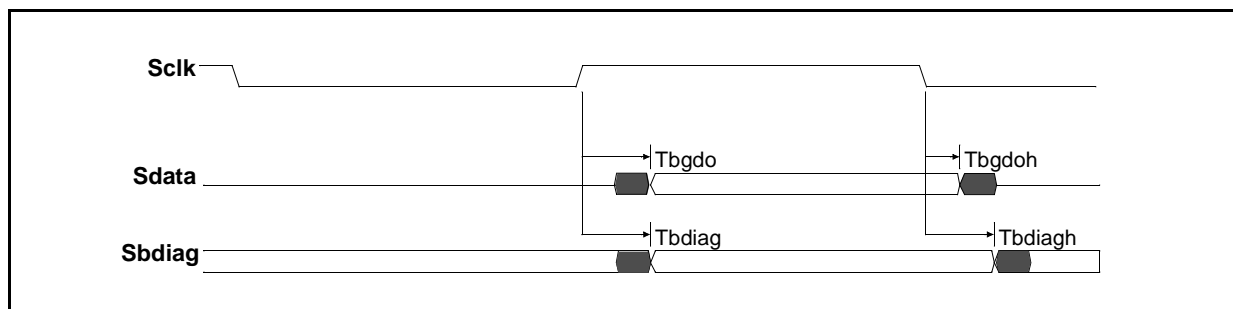 Sclk
Tbgdo
Tbgdoh
Sdata
Tbdiag
Tbdiagh
Sbdiag